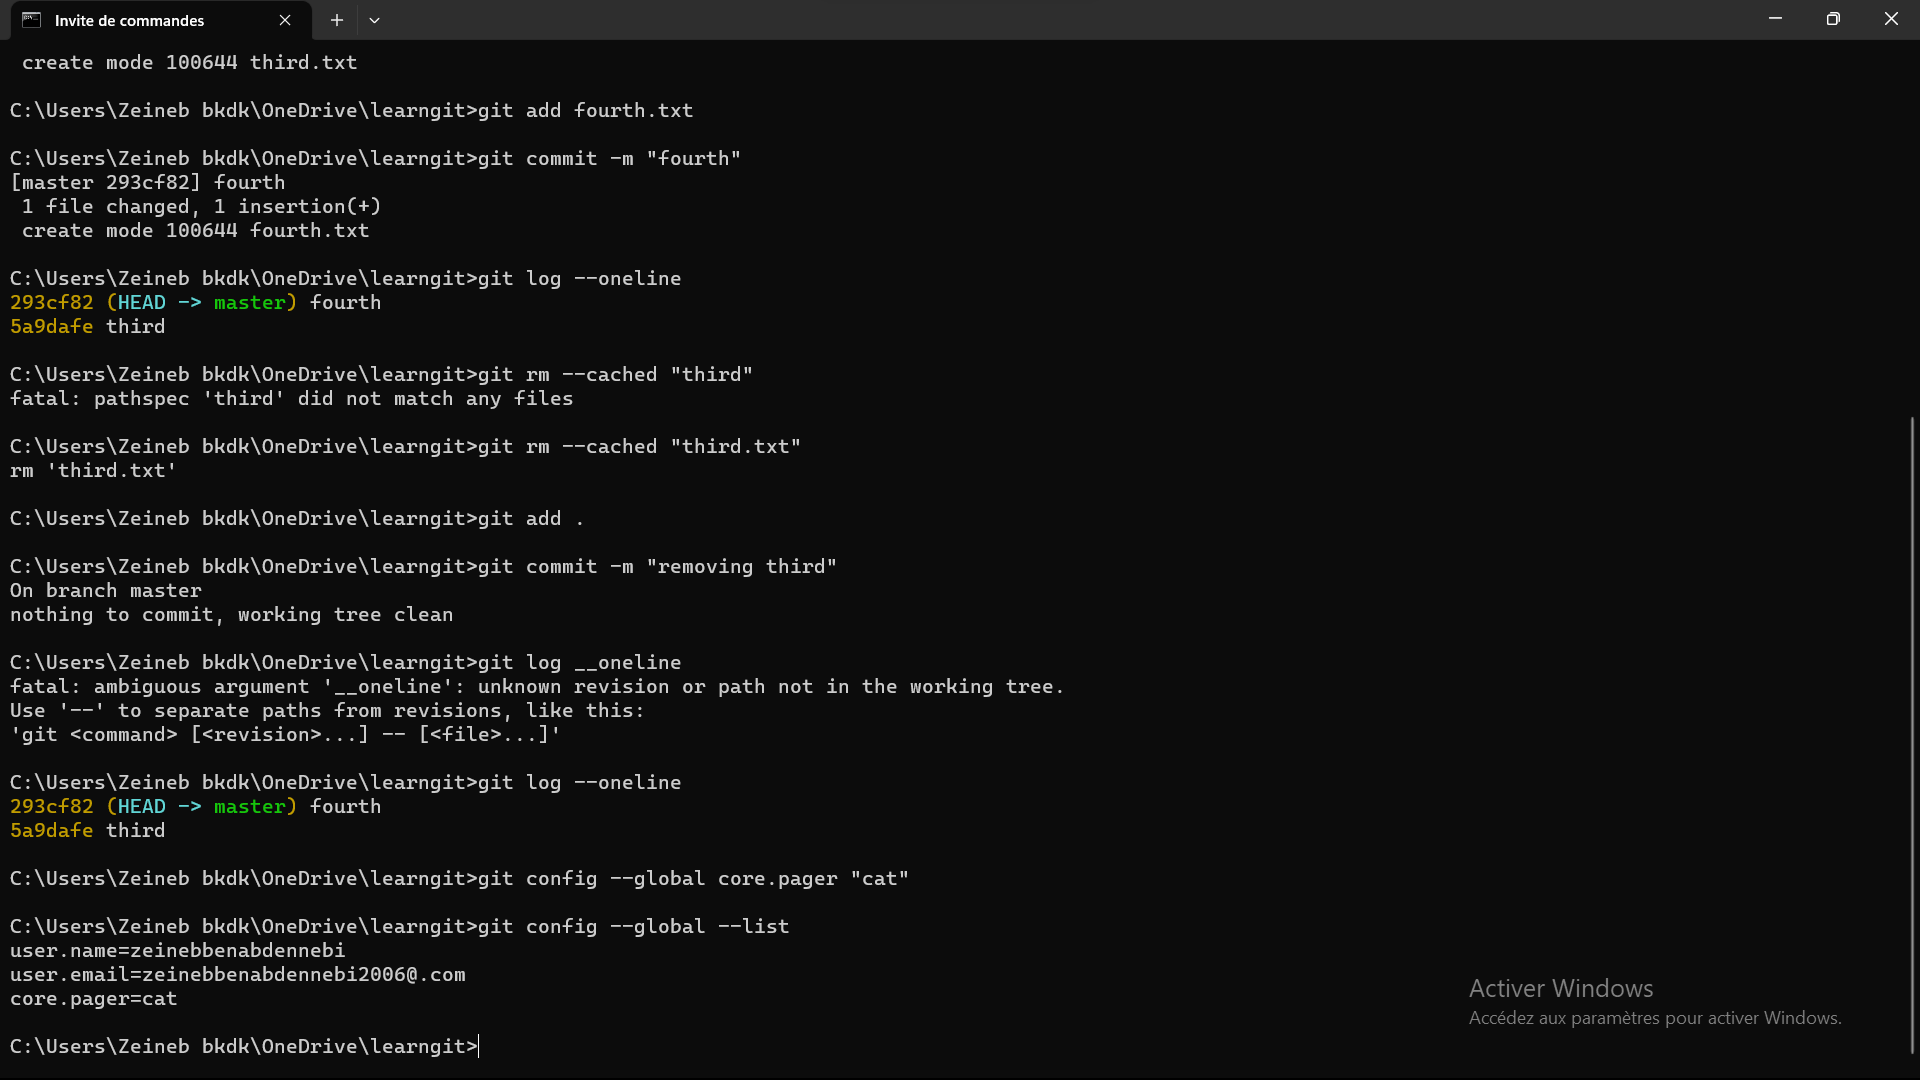 Invite de commandes
 create mode 100644 third.txt
C:\Users\Zeineb bkdk\OneDrive\learngit>git add fourth.txt
C:\Users\Zeineb bkdk\OneDrive\learngit>git commit -m "fourth"
[master 293cf82] fourth
 1 file changed, 1 insertion(+)
 create mode 100644 fourth.txt
C:\Users\Zeineb bkdk\OneDrive\learngit>git log --oneline
293cf82 (HEAD -> master) fourth
5a9dafe third
C:\Users\Zeineb bkdk\OneDrive\learngit>git rm --cached "third"
fatal: pathspec 'third' did not match any files
C:\Users\Zeineb bkdk\OneDrive\learngit>git rm --cached "third.txt"
rm 'third.txt'
C:\Users\Zeineb bkdk\OneDrive\learngit>git add .
C:\Users\Zeineb bkdk\OneDrive\learngit>git commit -m "removing third"
On branch master
nothing to commit, working tree clean
C:\Users\Zeineb bkdk\OneDrive\learngit>git log __oneline
fatal: ambiguous argument '__oneline': unknown revision or path not in the working tree.
Use '--' to separate paths from revisions, like this:
'git <command> [<revision>...] -- [<file>...]'
C:\Users\Zeineb bkdk\OneDrive\learngit>git log --oneline
293cf82 (HEAD -> master) fourth
5a9dafe third
C:\Users\Zeineb bkdk\OneDrive\learngit>git config --global core.pager "cat"
C:\Users\Zeineb bkdk\OneDrive\learngit>git config --global --list
user.name=zeinebbenabdennebi
user.email=zeinebbenabdennebi2006@.com
core.pager=cat
C:\Users\Zeineb bkdk\OneDrive\learngit>
Activer Windows
Accédez aux paramètres pour activer Windows.